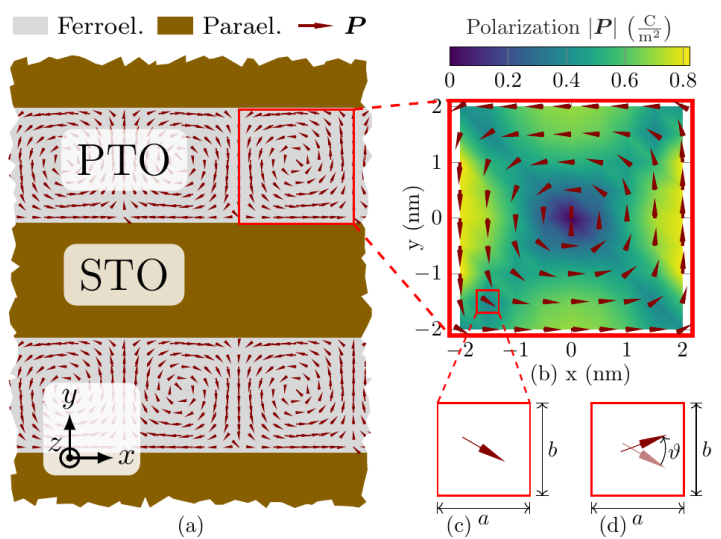 Ferroel. Parael. P
PTO
STO
y
z
x
(a)
Polarization |P| (C/m²)
0 0.2 0.4 0.6 0.8
2
1
0
−1
−2
y (nm)
−2 −1 0 1 2
(b) x (nm)
b
a
(c)
ϑ
b
a
(d)